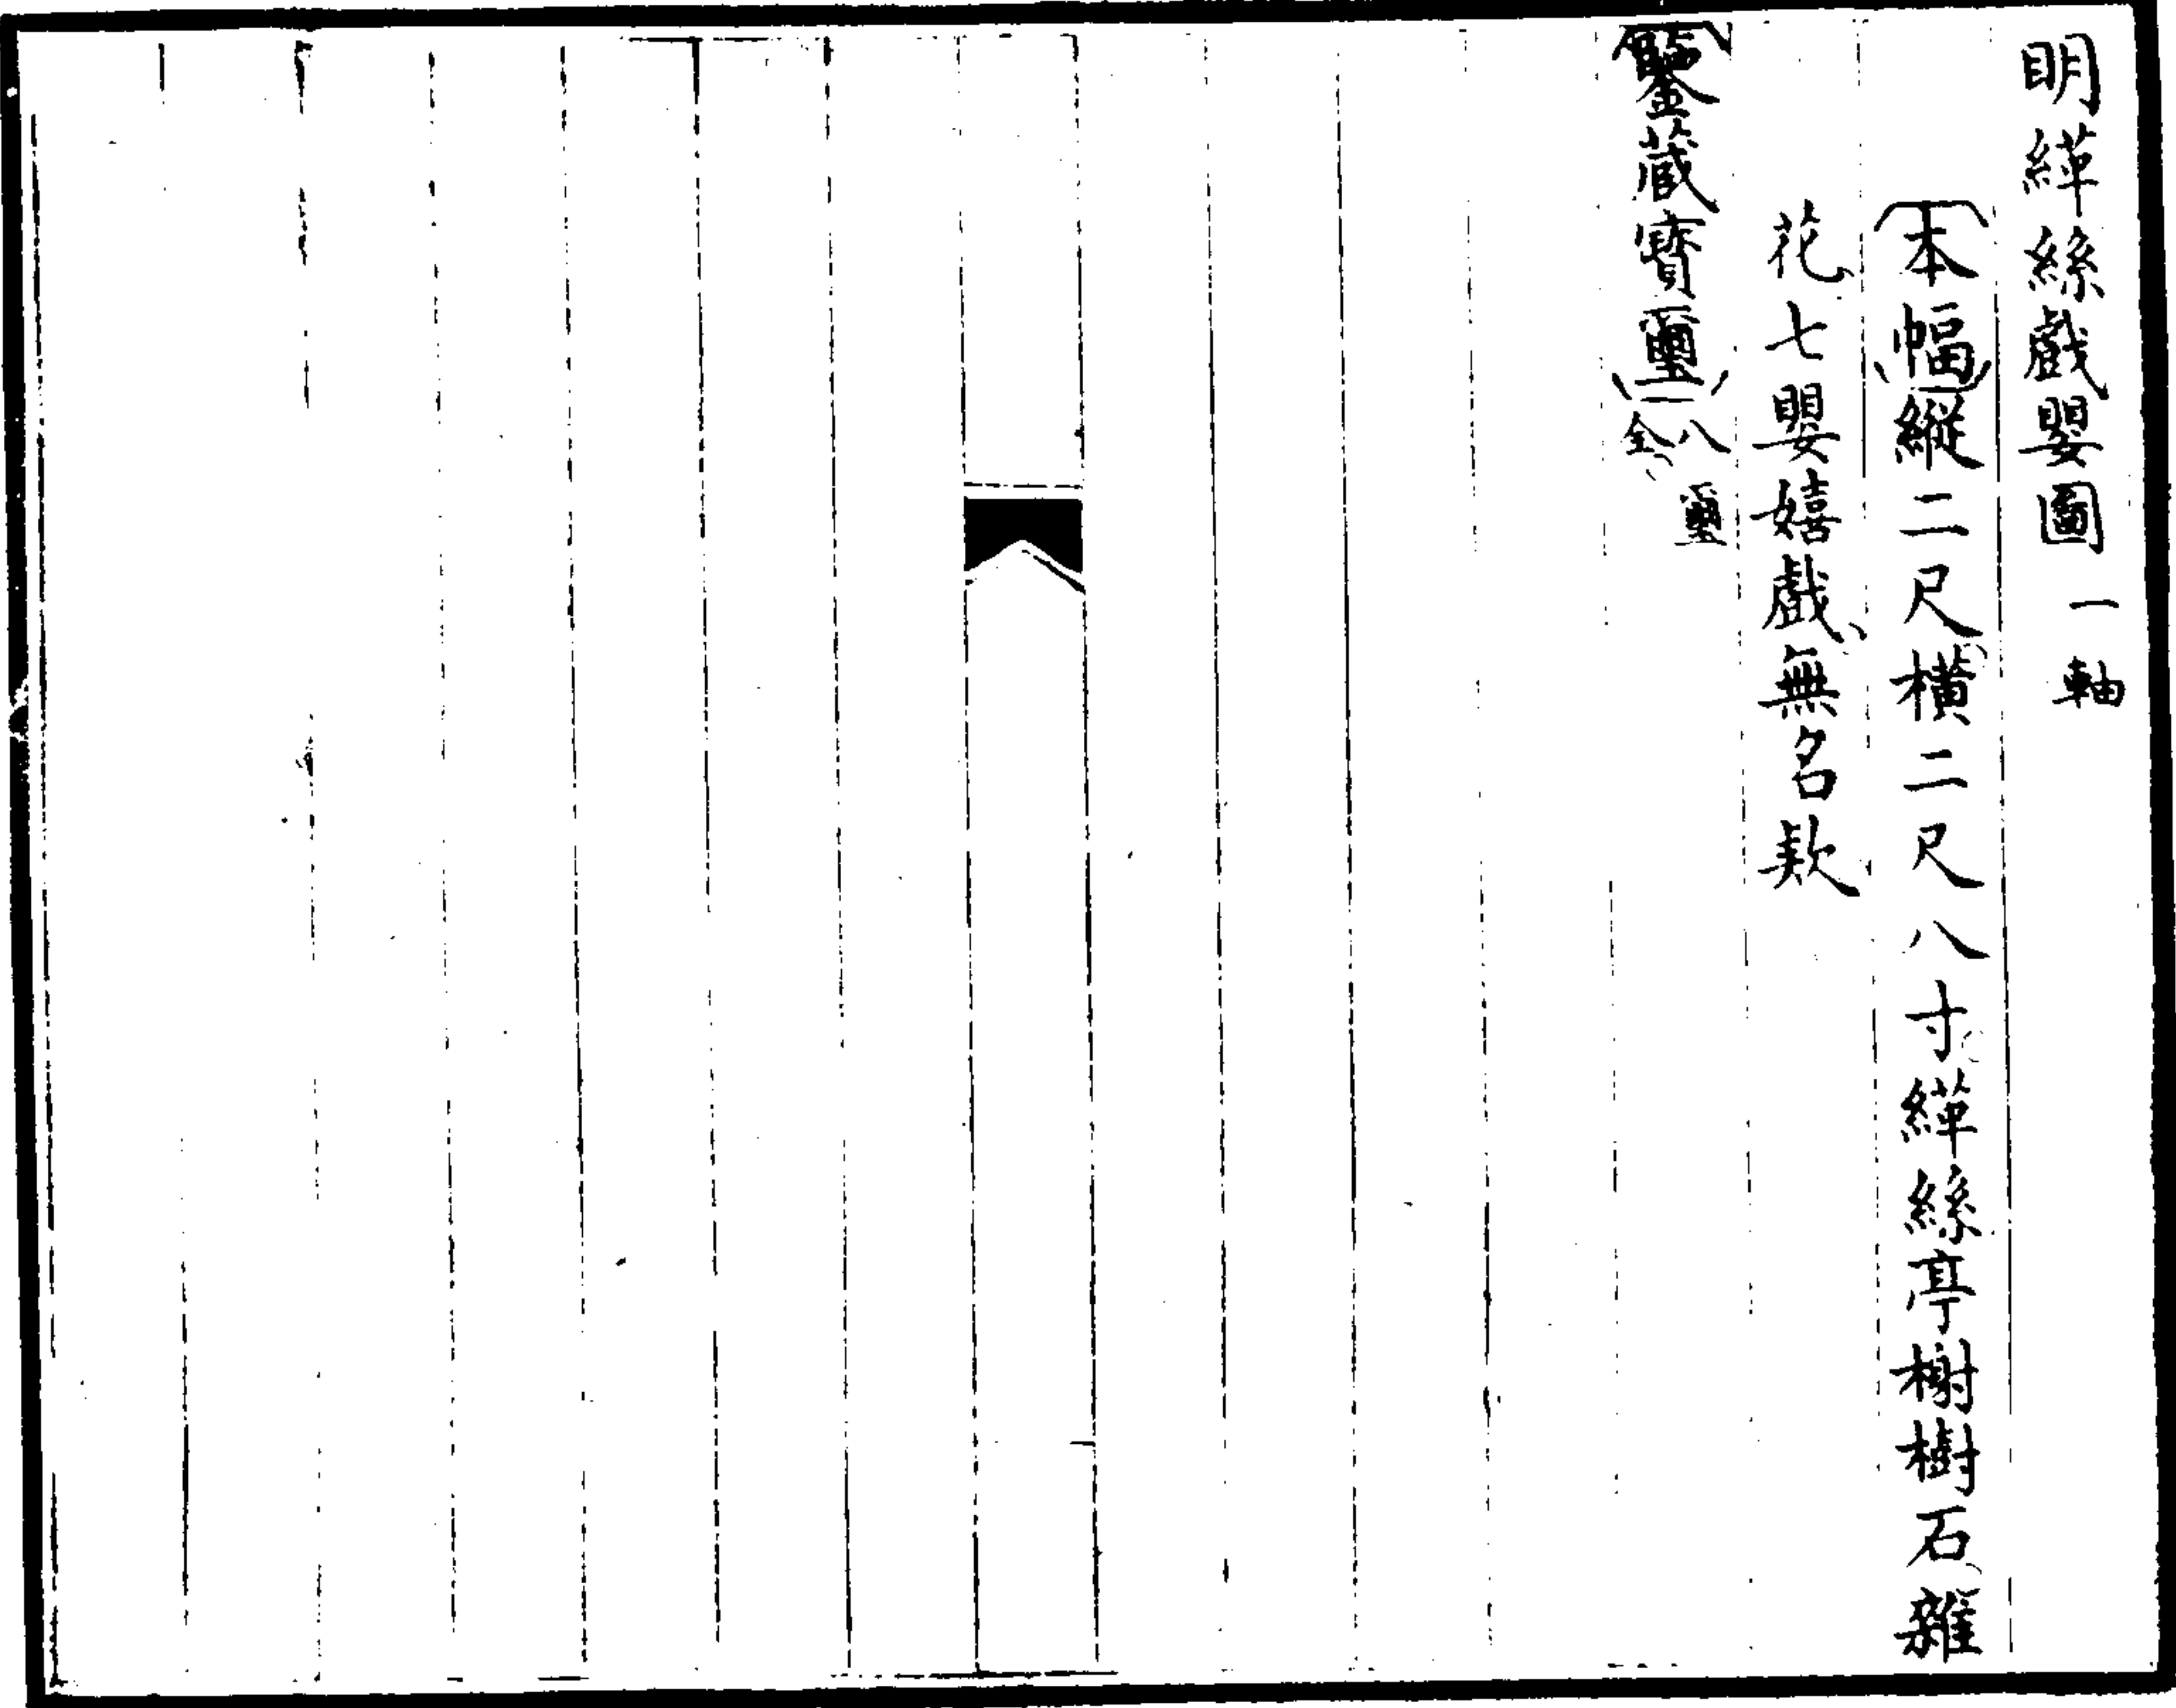 明緙絲戲嬰圖一軸
（本幅）縱二尺橫二尺八寸緙絲亭榭樹石雜
花七嬰嬉戲無名款
（鑒藏寶璽）八璽
全